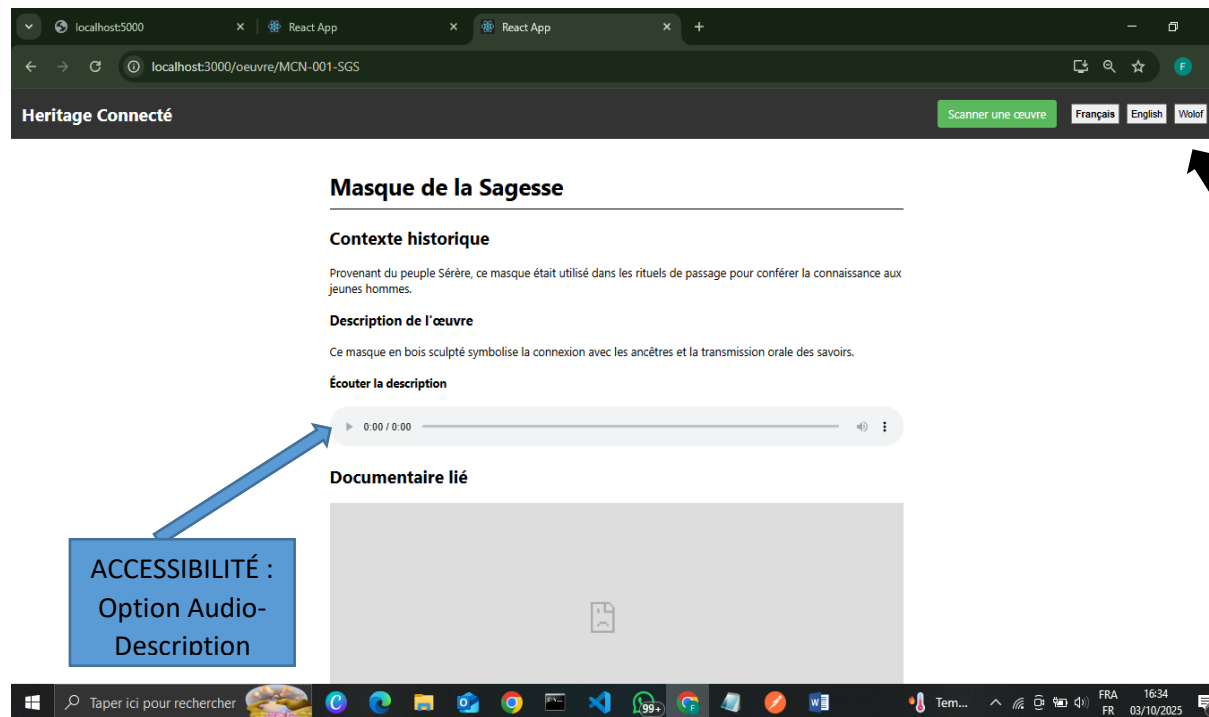 localhost:5000
React App
React App
localhost:3000/oeuvre/MCN-001-SGS
F
Heritage Connecté
Scanner une œuvre
Français
English
Wolof
Masque de la Sagesse
Contexte historique
Provenant du peuple Sérère, ce masque était utilisé dans les rituels de passage pour conférer la connaissance aux
jeunes hommes.
Description de l'œuvre
Ce masque en bois sculpté symbolise la connexion avec les ancêtres et la transmission orale des savoirs.
Écouter la description
0:00 / 0:00
Documentaire lié
ACCESSIBILITÉ :
Option Audio-
Description
Taper ici pour rechercher
99+
Tem...
FRA
FR
16:34
03/10/2025